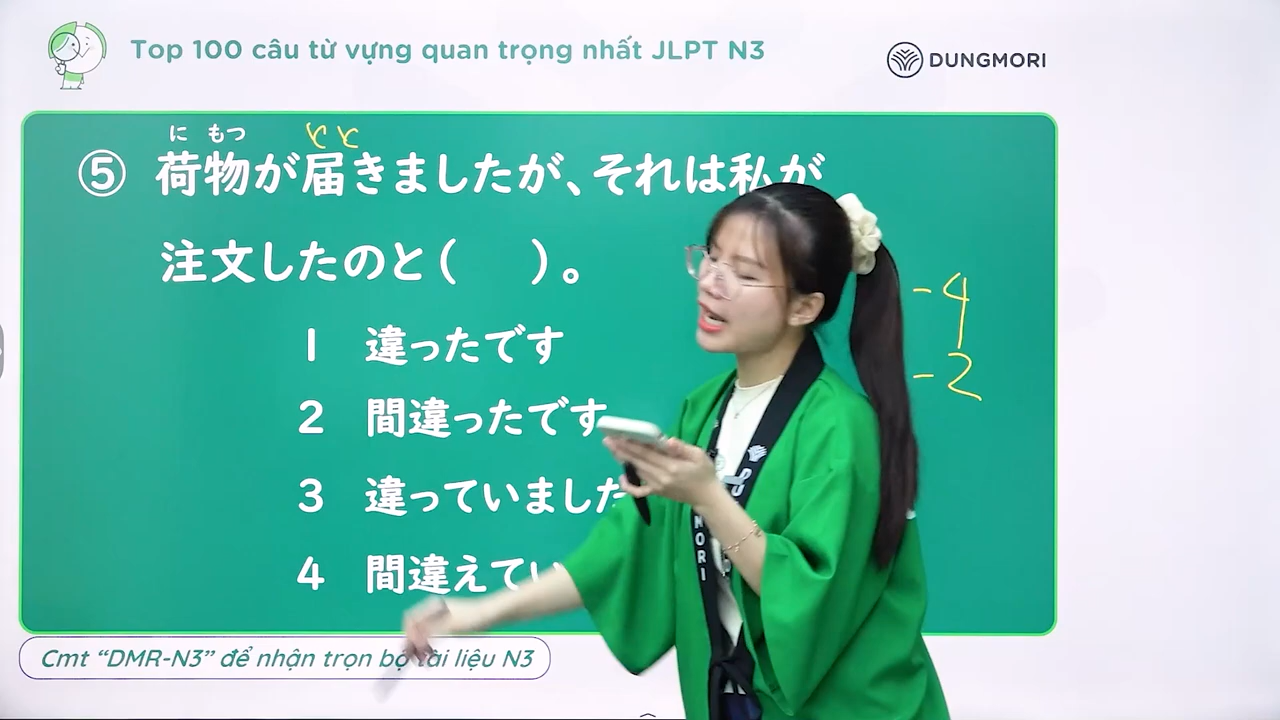 Top 100 câu từ vựng quan trọng nhất JLPT N3
DUNGMORI
に もつ とど
⑤ 荷物が届きましたが、それは私が
注文したのと( )。
1 違ったです
2 間違ったです
3 違っていました
4 間違えてい
-4
-2
MORI
Cmt “DMR-N3” để nhận trọn bộ tài liệu N3